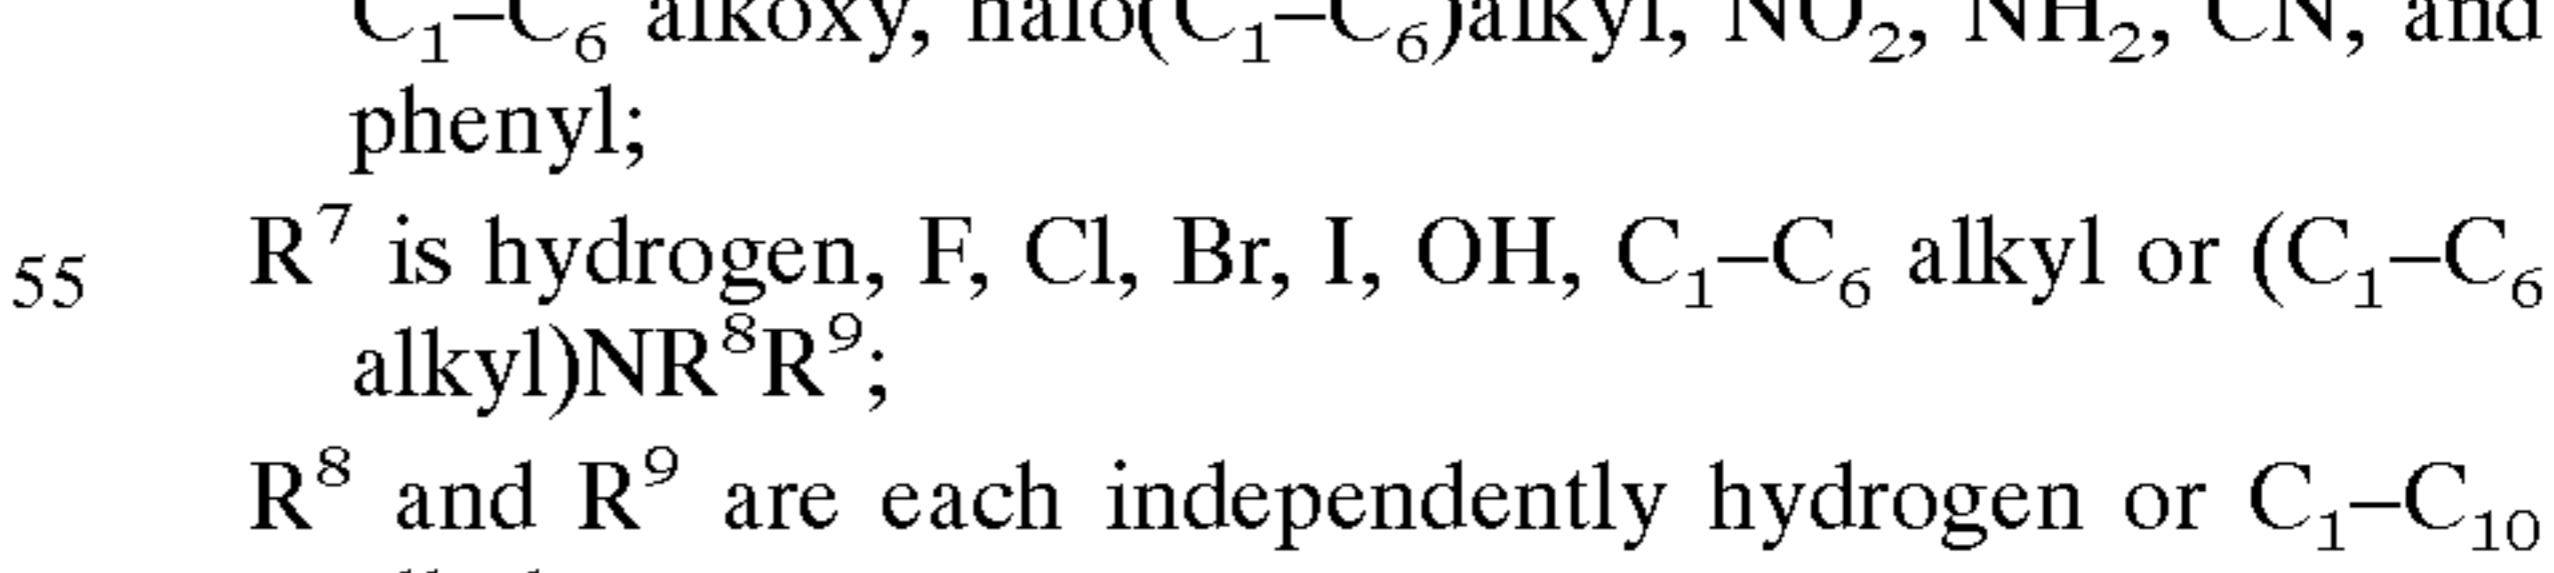 C₁–C₆ alkoxy, halo(C₁–C₆)alkyl, NO₂, NH₂, CN, and
phenyl;
55 R⁷ is hydrogen, F, Cl, Br, I, OH, C₁–C₆ alkyl or (C₁–C₆
alkyl)NR⁸R⁹;
R⁸ and R⁹ are each independently hydrogen or C₁–C₁₀